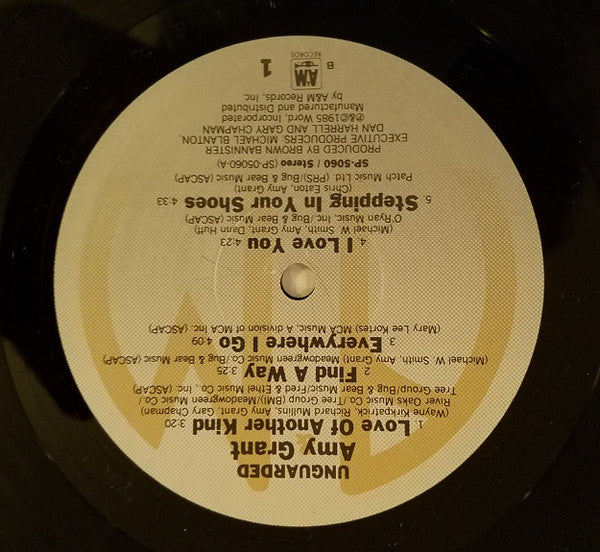 UNGUARDED
Amy Grant
1. Love Of Another Kind 3:20
(Wayne Kirkpatrick, Richard Mullins, Amy Grant, Gary Chapman)
River Oaks Music Co./Tree Group (BMI)/Meadowgreen Music Co./
Tree Group/Bug & Bear Music/Fred & Ethel Music Co., Inc. (ASCAP)
2. Find A Way 3:25
(Michael W. Smith, Amy Grant) Meadowgreen Music Co./Bug & Bear Music (ASCAP)
3. Everywhere I Go 4:09
(Mary Lee Kortes) MCA Music, A division of MCA Inc. (ASCAP)
4. I Love You 4:23
(Michael W. Smith, Amy Grant, Dann Huff)
O'Ryan Music, Inc/Bug & Bear Music (ASCAP)
5. Stepping In Your Shoes 4:33
(Chris Eaton, Amy Grant)
Patch Music Ltd. (PRS)/Bug & Bear Music (ASCAP)
SP-5060 / Stereo (SP-05060-A)
PRODUCED BY BROWN BANNISTER
EXECUTIVE PRODUCERS: MICHAEL BLANTON,
DAN HARRELL AND GARY CHAPMAN
℗&©1985 Word, Incorporated
Manufactured and Distributed
by A&M Records, Inc.
B
A&M
RECORDS
1